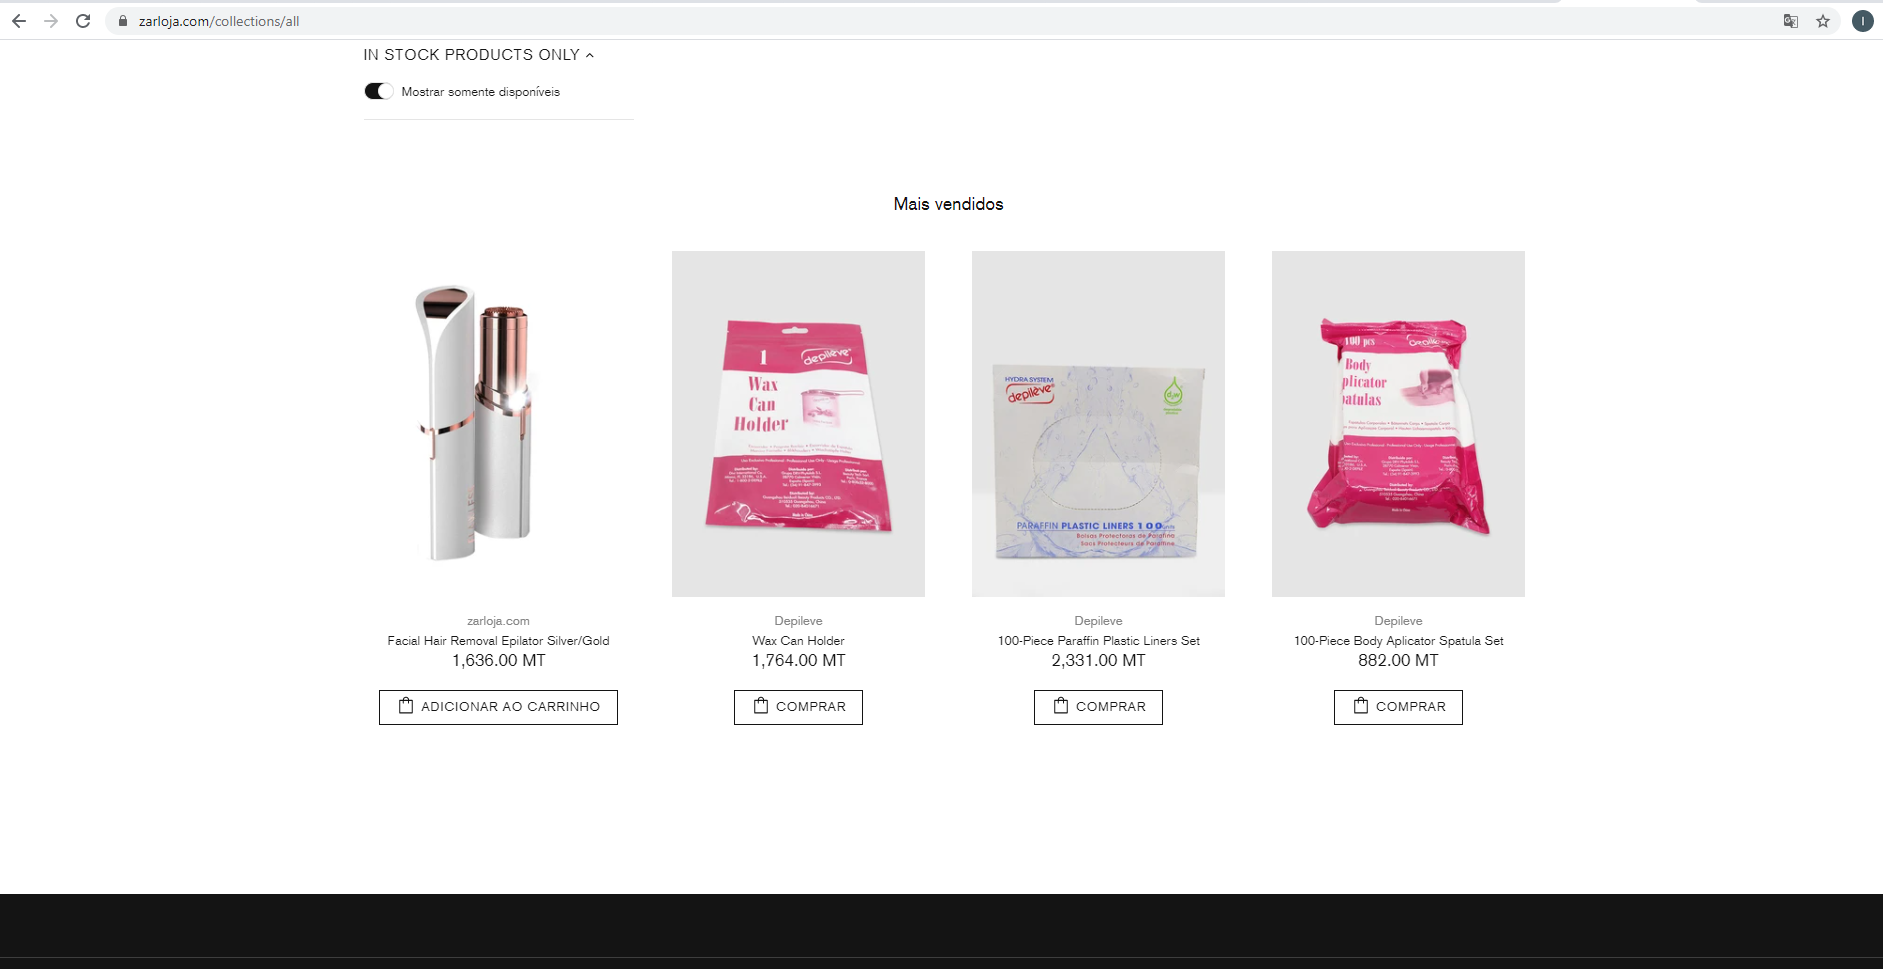 zarloja.com/collections/all
I
IN STOCK PRODUCTS ONLY
Mostrar somente disponíveis
Mais vendidos
1
depilève
Wax
Can
Holder
HYDRA SYSTEM
depilève
PARAFFIN PLASTIC LINERS 100 units
Bolsas Protectoras de Parafina
Sacs Protecteurs de Paraffine
100 pcs
Body
plicator
patulas
zarloja.com
Facial Hair Removal Epilator Silver/Gold
1,636.00 MT
ADICIONAR AO CARRINHO
Depileve
Wax Can Holder
1,764.00 MT
COMPRAR
Depileve
100-Piece Paraffin Plastic Liners Set
2,331.00 MT
COMPRAR
Depileve
100-Piece Body Aplicator Spatula Set
882.00 MT
COMPRAR